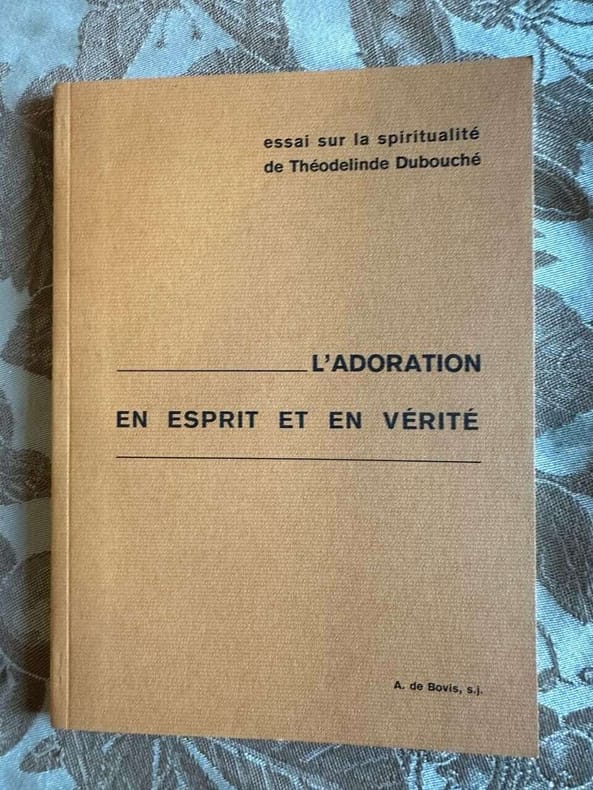 essai sur la spiritualité
de Théodelinde Dubouché
L'ADORATION
EN ESPRIT ET EN VÉRITÉ
A. de Bovis, s.j.